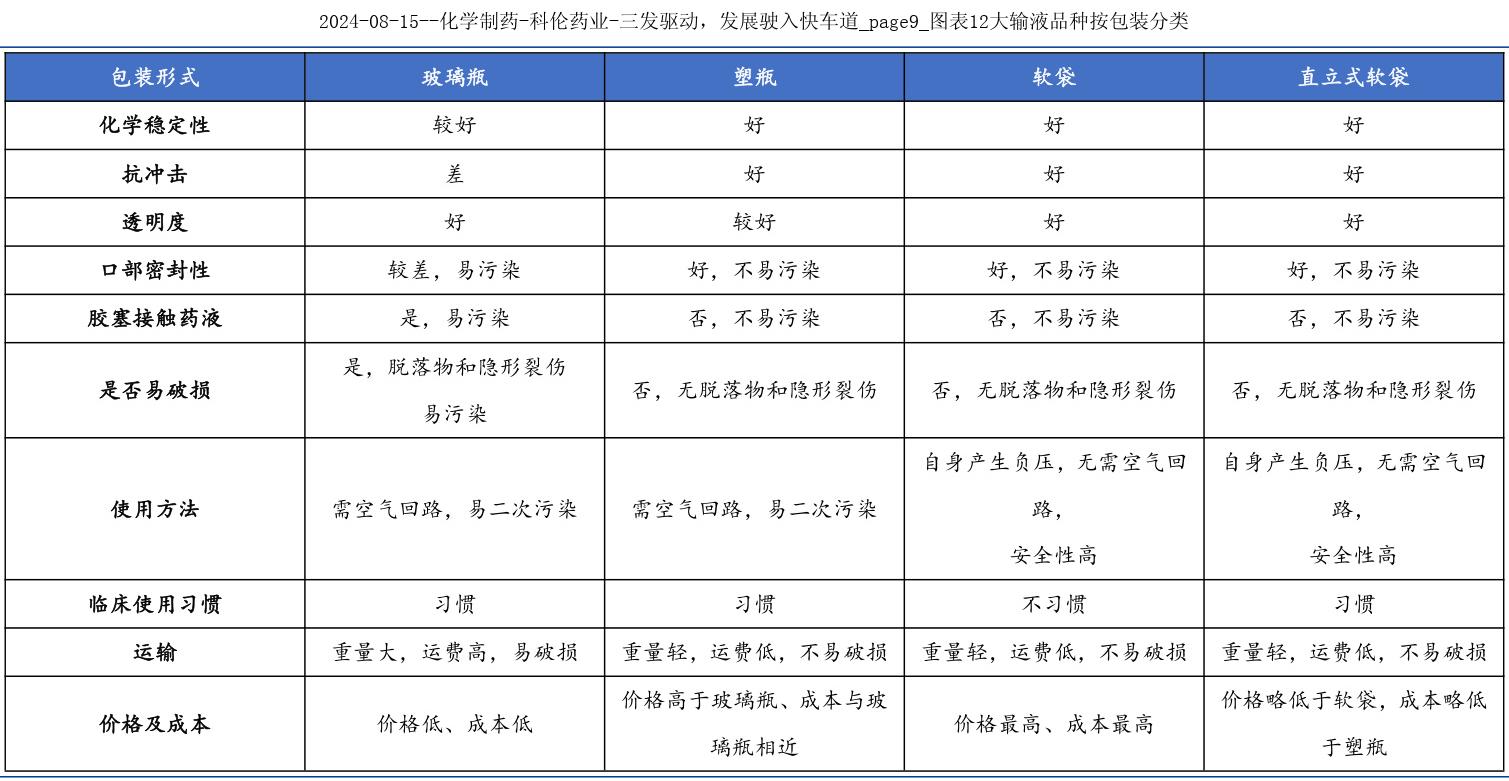 2024-08-15--化学制药-科伦药业-三发驱动，发展驶入快车道_page9_图表12大输液品种按包装分类
包装形式 玻璃瓶 塑瓶 软袋 直立式软袋
化学稳定性 较好 好 好 好
抗冲击 差 好 好 好
透明度 好 较好 好 好
口部密封性 较差，易污染 好，不易污染 好，不易污染 好，不易污染
胶塞接触药液 是，易污染 否，不易污染 否，不易污染 否，不易污染
是否易破损 是，脱落物和隐形裂伤 否，无脱落物和隐形裂伤 否，无脱落物和隐形裂伤 否，无脱落物和隐形裂伤
易污染
使用方法 需空气回路，易二次污染 需空气回路，易二次污染 自身产生负压，无需空气回 自身产生负压，无需空气回
路， 路，
安全性高 安全性高
临床使用习惯 习惯 习惯 不习惯 习惯
运输 重量大，运费高，易破损 重量轻，运费低，不易破损 重量轻，运费低，不易破损 重量轻，运费低，不易破损
价格及成本 价格低、成本低 价格高于玻璃瓶、成本与玻 价格最高、成本最高 价格略低于软袋，成本略低
璃瓶相近 于塑瓶